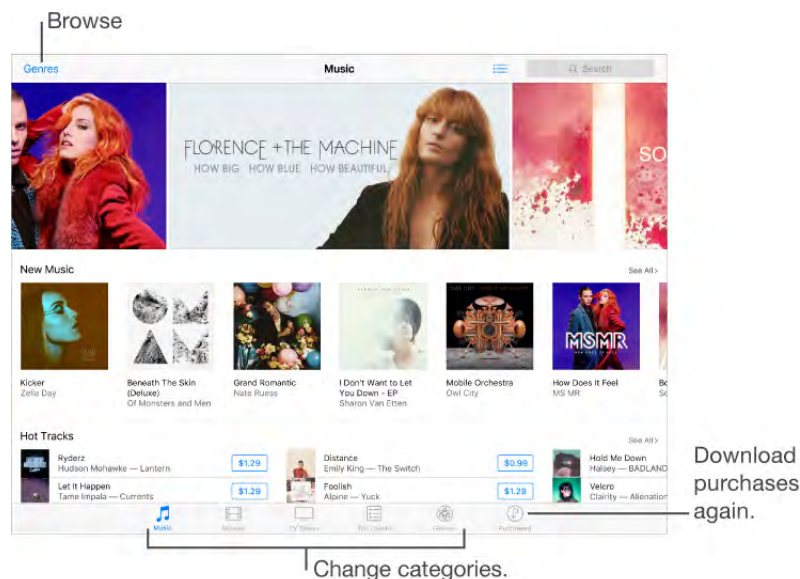 Browse
Genres
Music
Search
FLORENCE + THE MACHINE
HOW BIG HOW BLUE HOW BEAUTIFUL
SO
New Music
See All >
Kicker
Zella Day
Beneath The Skin
(Deluxe)
Of Monsters and Men
Grand Romantic
Nate Ruess
I Don't Want to Let
You Down - EP
Sharon Van Etten
Mobile Orchestra
Owl City
MSMR
How Does It Feel
MS MR
Hot Tracks
See All >
Ryderz
Hudson Mohawke — Lantern
$1.29
Distance
Emily King — The Switch
$0.99
Hold Me Down
Halsey — BADLAND
Let It Happen
Tame Impala — Currents
$1.29
Foolish
Alpine — Yuck
$1.29
Velcro
Clairity — Alienation
Download
purchases
again.
Music
Movies
TV Shows
Top Charts
Genius
Purchased
Change categories.